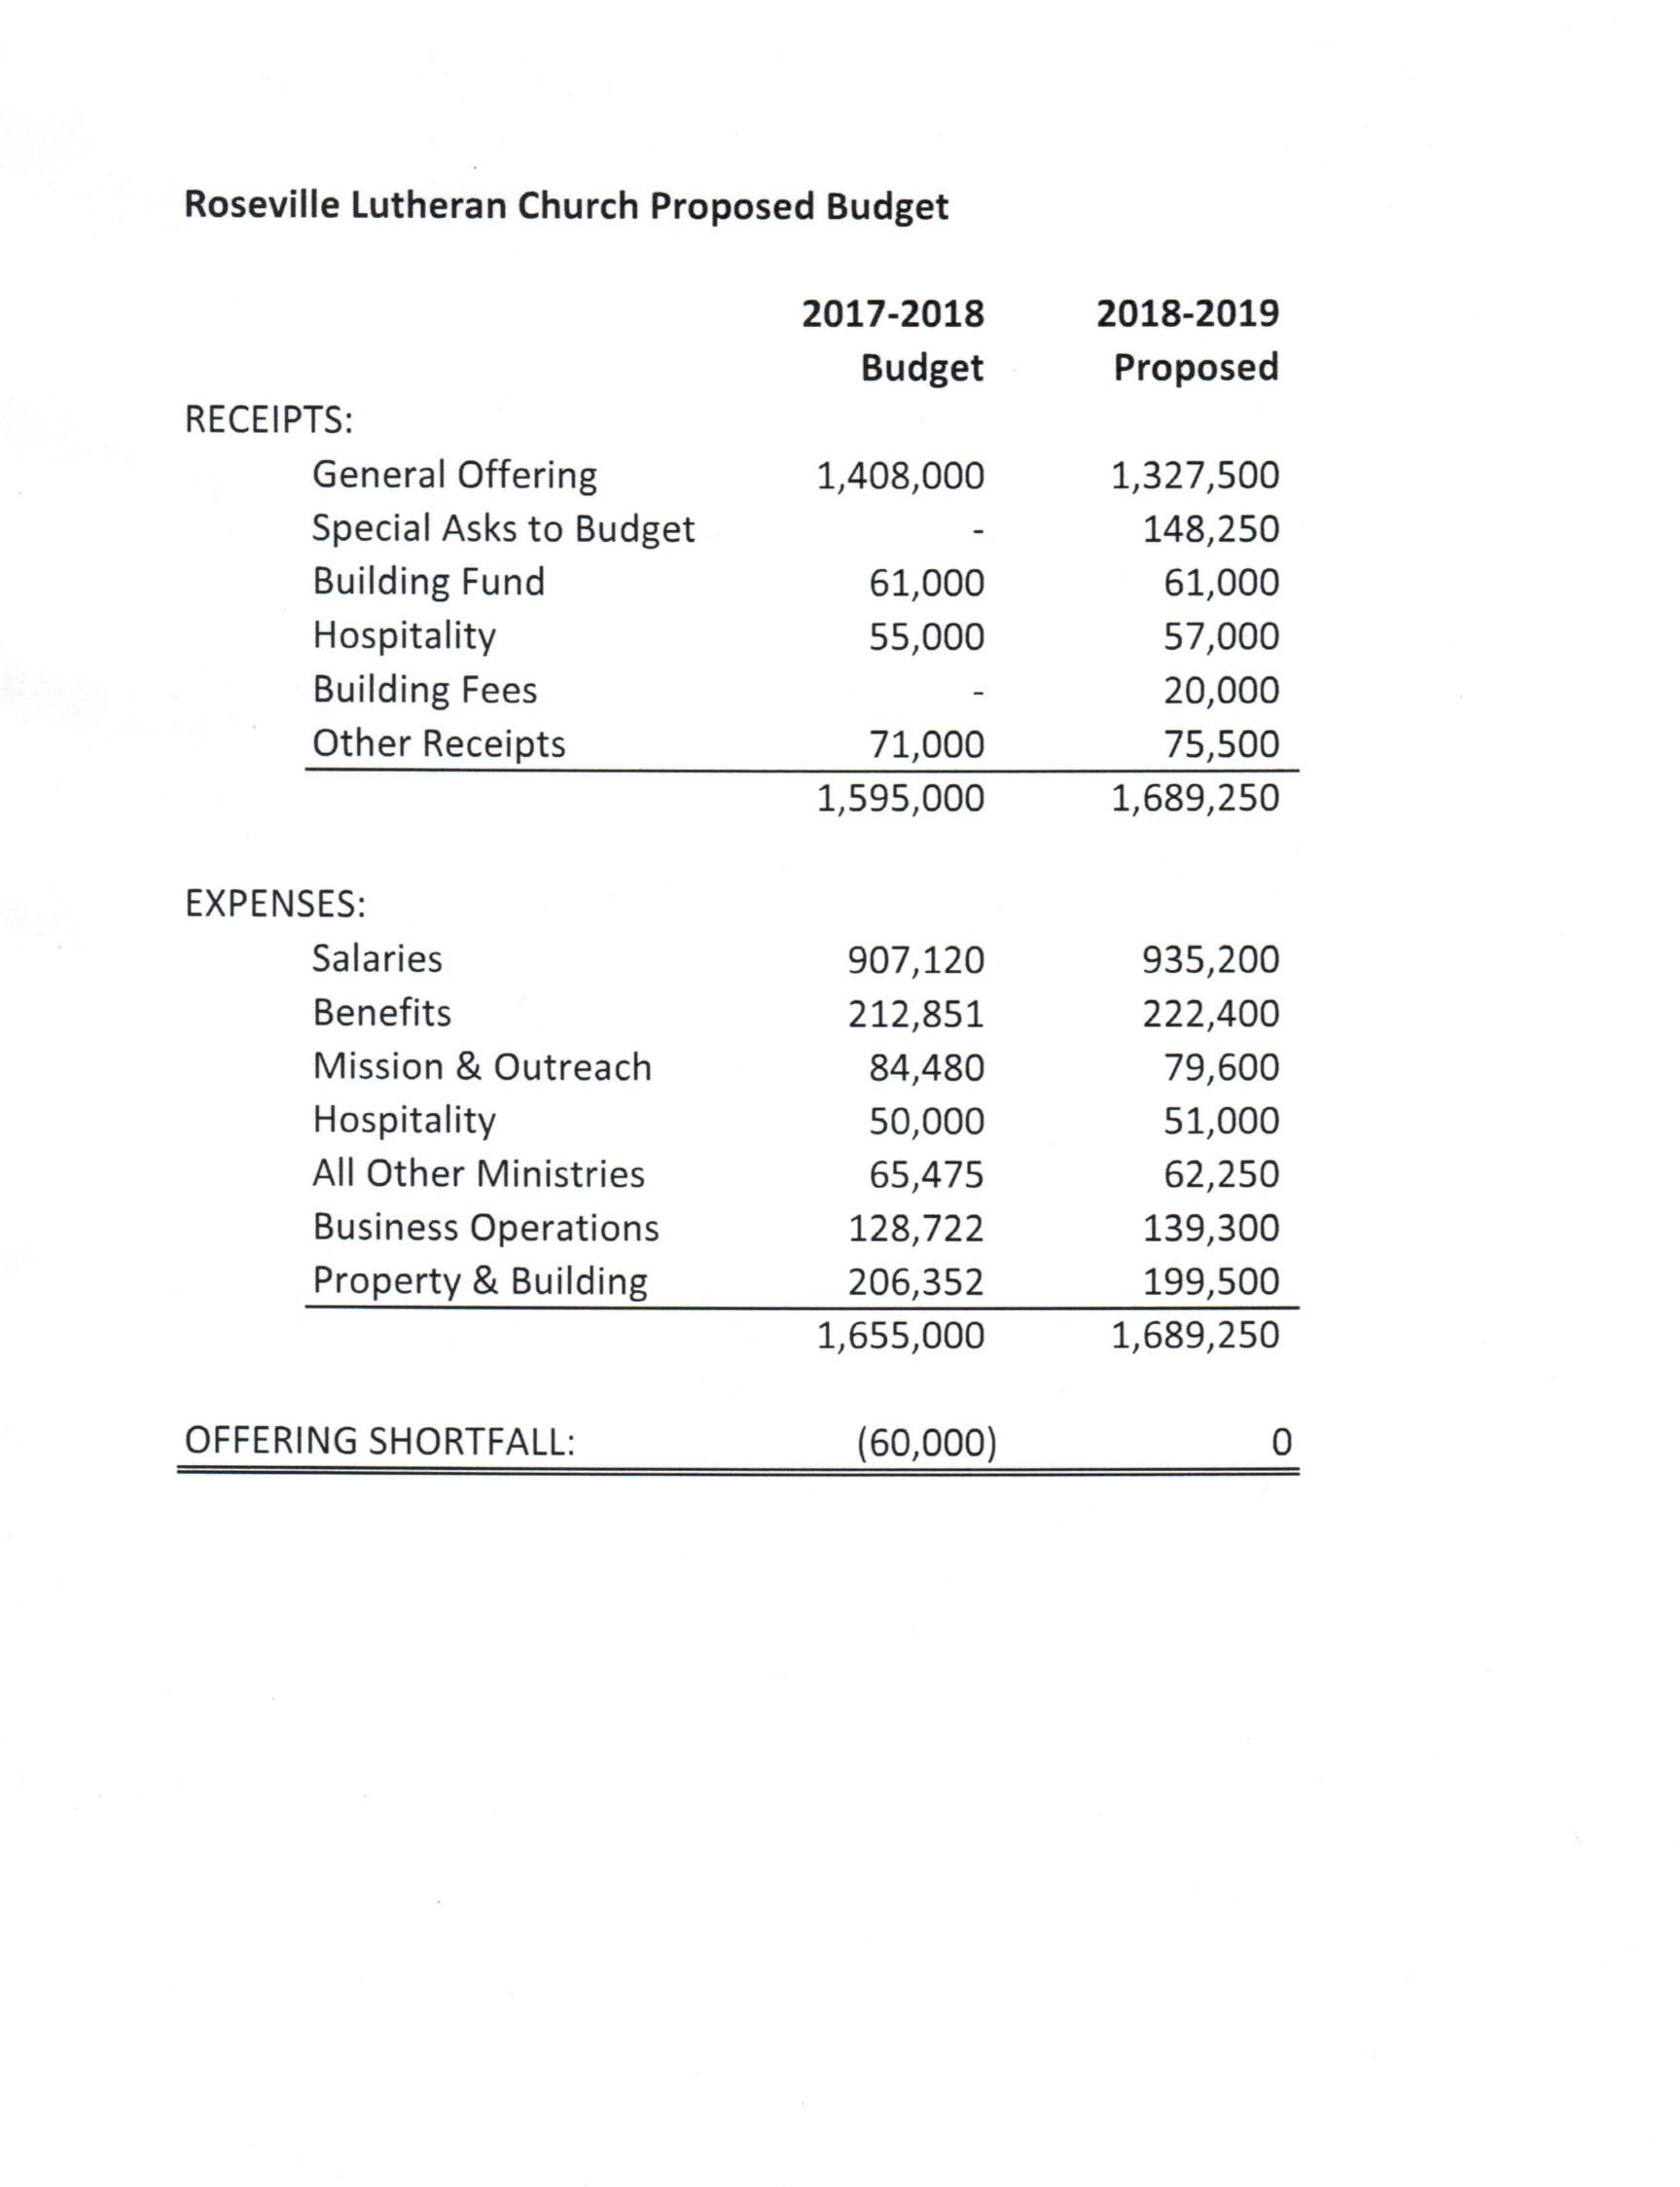 Roseville Lutheran Church Proposed Budget
2017-2018 2018-2019
Budget Proposed
RECEIPTS:
General Offering 1,408,000 1,327,500
Special Asks to Budget - 148,250
Building Fund 61,000 61,000
Hospitality 55,000 57,000
Building Fees - 20,000
Other Receipts 71,000 75,500
1,595,000 1,689,250
EXPENSES:
Salaries 907,120 935,200
Benefits 212,851 222,400
Mission & Outreach 84,480 79,600
Hospitality 50,000 51,000
All Other Ministries 65,475 62,250
Business Operations 128,722 139,300
Property & Building 206,352 199,500
1,655,000 1,689,250
OFFERING SHORTFALL: (60,000) 0